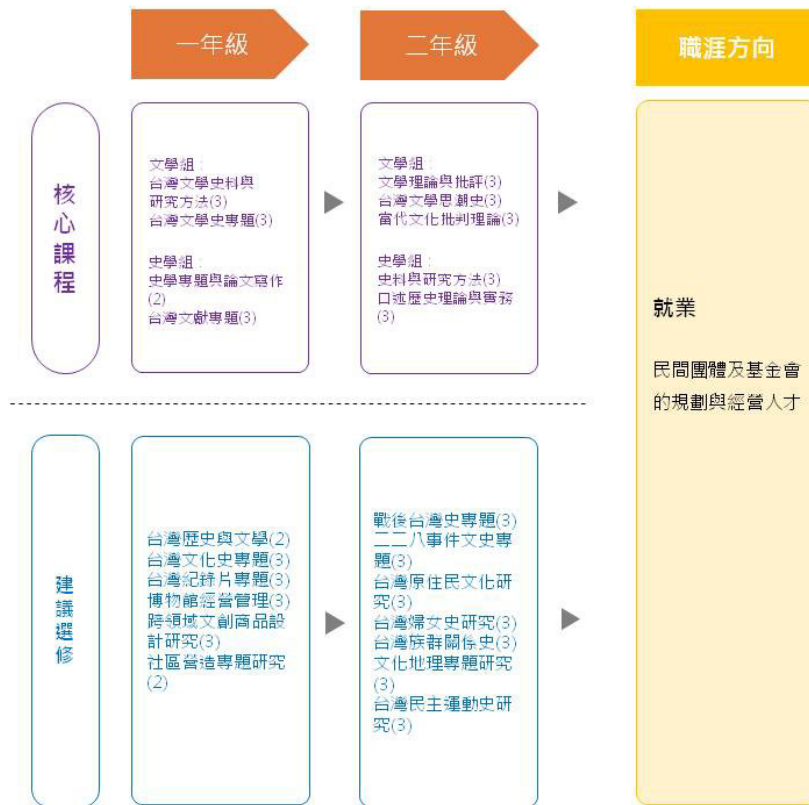 一年級
二年級
職涯方向
核心課程
文學組：
台灣文學史料與
研究方法(3)
台灣文學史專題(3)
史學組：
史學專題與論文寫作
(2)
台灣文獻專題(3)
文學組：
文學理論與批評(3)
台灣文學思潮史(3)
當代文化批判理論(3)
史學組：
史料與研究方法(3)
口述歷史理論與實務
(3)
就業
民間團體及基金會
的規劃與經營人才
建議選修
台灣歷史與文學(2)
台灣文化史專題(3)
台灣紀錄片專題(3)
博物館經營管理(3)
跨領域文創商品設
計研究(3)
社區營造專題研究
(2)
戰後台灣史專題(3)
二二八事件文史專
題(3)
台灣原住民文化研
究(3)
台灣婦女史研究(3)
台灣族群關係史(3)
文化地理專題研究
(3)
台灣民主運動史研
究(3)